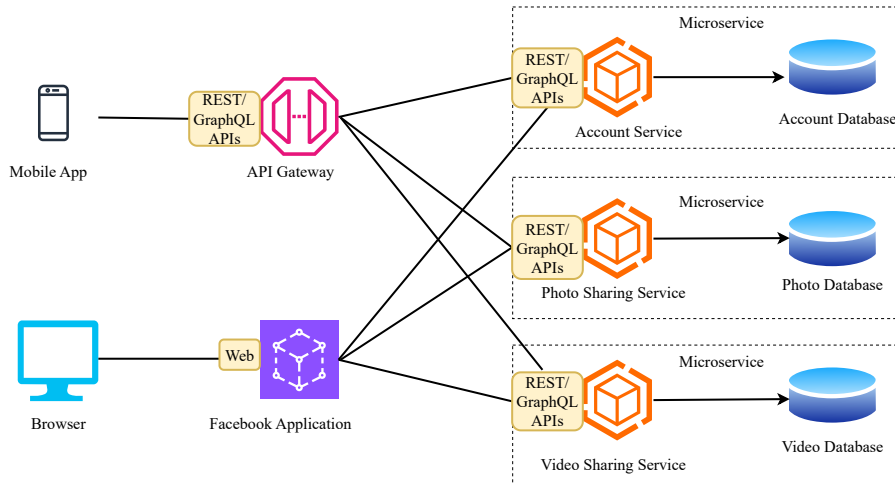 Microservice
REST/
GraphQL
APIs
Account Service
Account Database
REST/
GraphQL
APIs
Mobile App
API Gateway
Microservice
REST/
GraphQL
APIs
Photo Sharing Service
Photo Database
Web
Browser
Facebook Application
Microservice
REST/
GraphQL
APIs
Video Sharing Service
Video Database